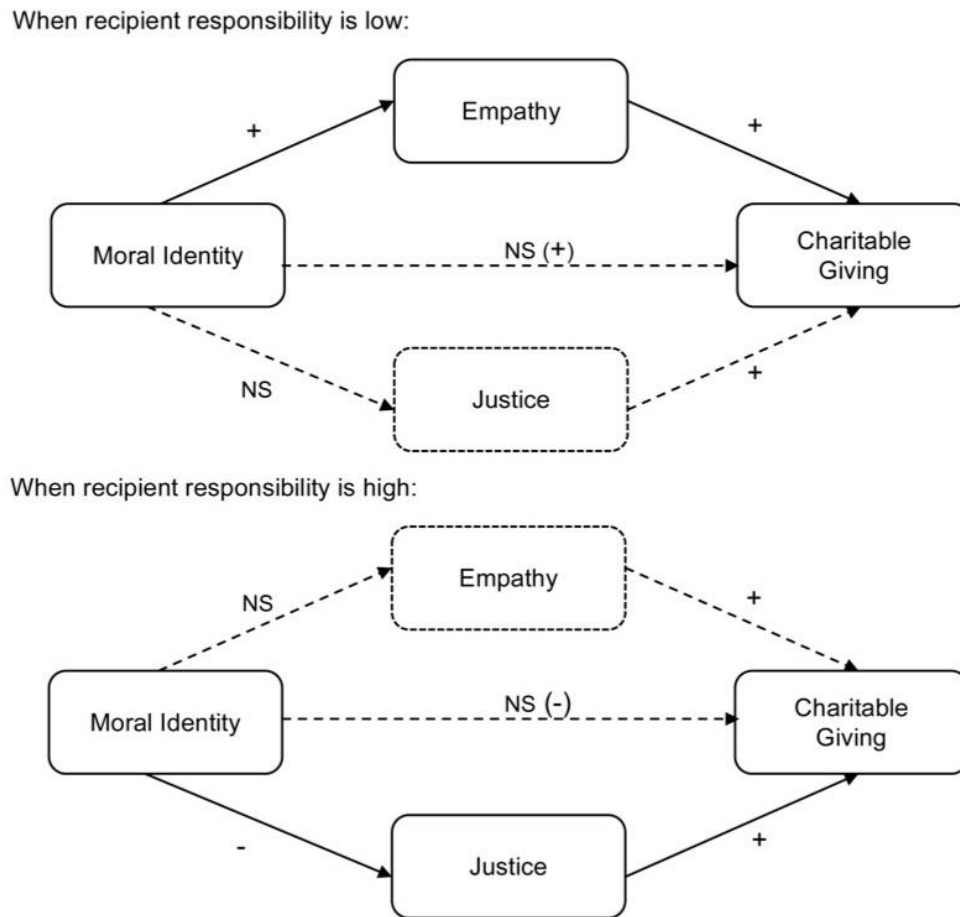 When recipient responsibility is low:
Empathy
+
+
Moral Identity
NS (+)
Charitable
Giving
NS
Justice
+
When recipient responsibility is high:
Empathy
NS
+
Moral Identity
NS (-)
Charitable
Giving
-
Justice
+